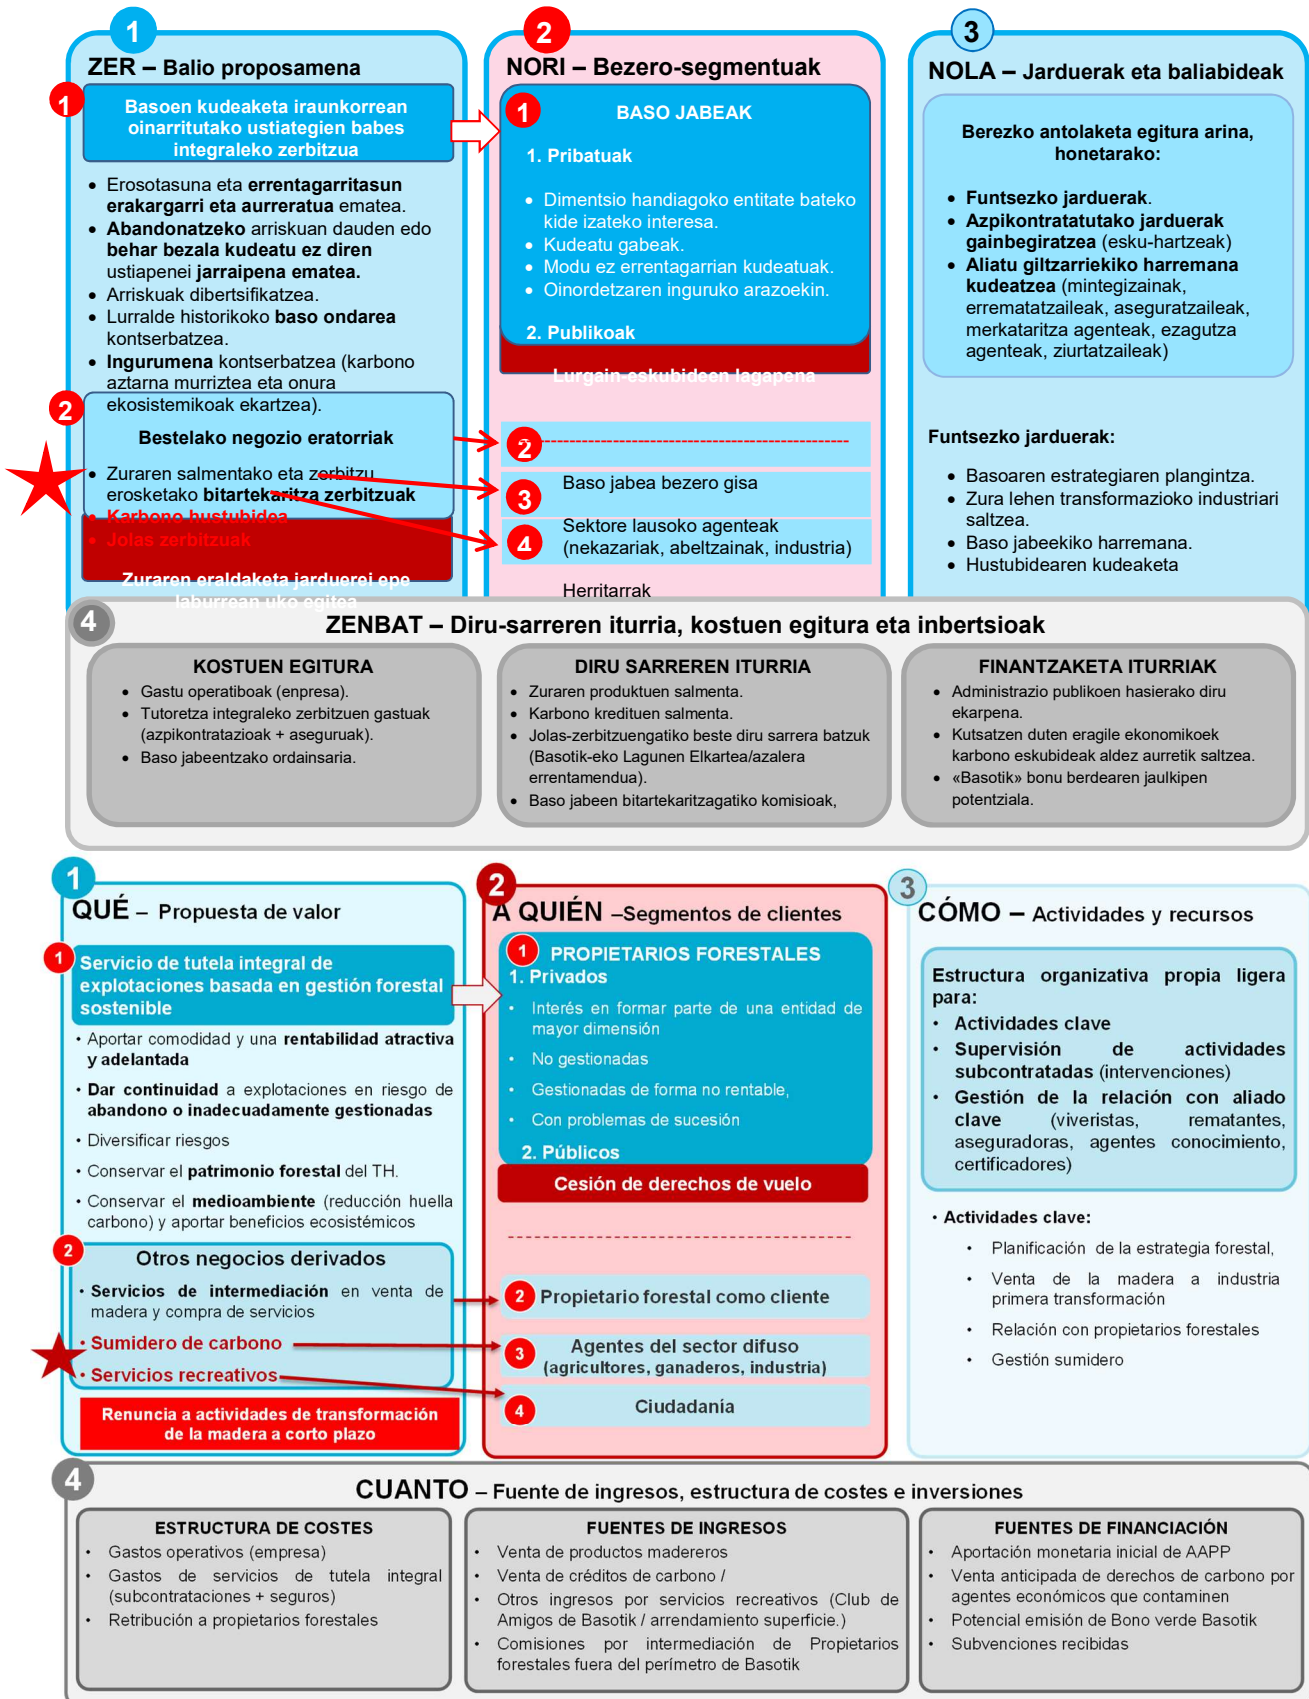 1
ZER – Balio proposamena
1
Basoen kudeaketa iraunkorrean
oinarritutako ustiategien babes
integraleko zerbitzua
• Erosotasuna eta errentagarritasun
erakargarri eta aurreratua ematea.
• Abandonatzeko arriskuan dauden edo
behar bezala kudeatu ez diren
ustiapenei jarraipena ematea.
• Arriskuak dibertsifikatzea.
• Lurralde historikoko baso ondarea
kontserbatzea.
• Ingurumena kontserbatzea (karbono
aztarna murriztea eta onura
ekosistemikoak ekartzea).
2
Bestelako negozio eratorriak
• Zuraren salmentako eta zerbitzu
erosketako bitartekaritza zerbitzuak
• Karbono hustubidea
• Jolas zerbitzuak
Zuraren eraldaketa jarduerei epe
laburrean uko egitea
2
NORI – Bezero-segmentuak
1
BASO JABEAK
1. Pribatuak
• Dimentsio handiagoko entitate bateko
kide izateko interesa.
• Kudeatu gabeak.
• Modu ez errentagarrian kudeatuak.
• Oinordetzaren inguruko arazoekin.
2. Publikoak
Lurgain-eskubideen lagapena
2
3
Baso jabea bezero gisa
4
Sektore lausoko agenteak
(nekazariak, abeltzainak, industria)
Herritarrak
3
NOLA – Jarduerak eta baliabideak
Berezko antolaketa egitura arina,
honetarako:
• Funtsezko jarduerak.
• Azpikontratatutako jarduerak
gainbegiratzea (esku-hartzeak)
• Aliatu giltzarriekiko harremana
kudeatzea (mintegizainak,
errematatzaileak, aseguratzaileak,
merkataritza agenteak, ezagutza
agenteak, ziurtatzaileak)
Funtsezko jarduerak:
• Basoaren estrategiaren plangintza.
• Zura lehen transformazioko industriari
saltzea.
• Baso jabeekiko harremana.
• Hustubidearen kudeaketa
4
ZENBAT – Diru-sarreren iturria, kostuen egitura eta inbertsioak
KOSTUEN EGITURA
• Gastu operatiboak (enpresa).
• Tutoretza integraleko zerbitzuen gastuak
(azpikontratazioak + aseguruak).
• Baso jabeentzako ordainsaria.
DIRU SARREREN ITURRIA
• Zuraren produktuen salmenta.
• Karbono kredituen salmenta.
• Jolas-zerbitzuengatiko beste diru sarrera batzuk
(Basotik-eko Lagunen Elkartea/azalera
errentamendua).
• Baso jabeen bitartekaritzagatiko komisioak,
FINANTZAKETA ITURRIAK
• Administrazio publikoen hasierako diru
ekarpena.
• Kutsatzen duten eragile ekonomikoek
karbono eskubideak aldez aurretik saltzea.
• «Basotik» bonu berdearen jaulkipen
potentziala.
1
QUÉ – Propuesta de valor
1
Servicio de tutela integral de
explotaciones basada en gestión forestal
sostenible
• Aportar comodidad y una rentabilidad atractiva
y adelantada
• Dar continuidad a explotaciones en riesgo de
abandono o inadecuadamente gestionadas
• Diversificar riesgos
• Conservar el patrimonio forestal del TH.
• Conservar el medioambiente (reducción huella
carbono) y aportar beneficios ecosistémicos
2
Otros negocios derivados
• Servicios de intermediación en venta de
madera y compra de servicios
• Sumidero de carbono
• Servicios recreativos
Renuncia a actividades de transformación
de la madera a corto plazo
2
A QUIÉN –Segmentos de clientes
1
PROPIETARIOS FORESTALES
1. Privados
• Interés en formar parte de una entidad de
mayor dimensión
• No gestionadas
• Gestionadas de forma no rentable,
• Con problemas de sucesión
2. Públicos
Cesión de derechos de vuelo
2 Propietario forestal como cliente
3 Agentes del sector difuso
(agricultores, ganaderos, industria)
4 Ciudadanía
3
CÓMO – Actividades y recursos
Estructura organizativa propia ligera
para:
• Actividades clave
• Supervisión de actividades
subcontratadas (intervenciones)
• Gestión de la relación con aliado
clave (viveristas, rematantes,
aseguradoras, agentes conocimiento,
certificadores)
• Actividades clave:
• Planificación de la estrategia forestal,
• Venta de la madera a industria
primera transformación
• Relación con propietarios forestales
• Gestión sumidero
4
CUANTO – Fuente de ingresos, estructura de costes e inversiones
ESTRUCTURA DE COSTES
• Gastos operativos (empresa)
• Gastos de servicios de tutela integral
(subcontrataciones + seguros)
• Retribución a propietarios forestales
FUENTES DE INGRESOS
• Venta de productos madereros
• Venta de créditos de carbono /
• Otros ingresos por servicios recreativos (Club de
Amigos de Basotik / arrendamiento superficie.)
• Comisiones por intermediación de Propietarios
forestales fuera del perímetro de Basotik
FUENTES DE FINANCIACIÓN
• Aportación monetaria inicial de AAPP
• Venta anticipada de derechos de carbono por
agentes económicos que contaminen
• Potencial emisión de Bono verde Basotik
• Subvenciones recibidas